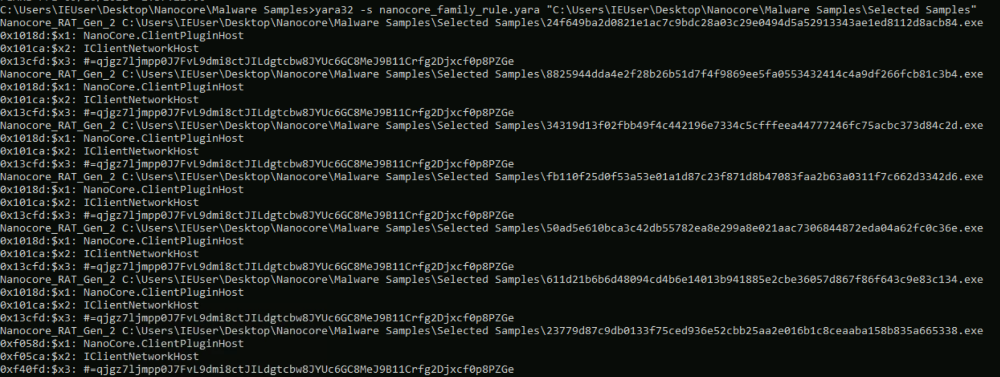 C:\Users\IEUser\Desktop\Nanocore\Malware Samples>yara32 -s nanocore_family_rule.yara "C:\Users\IEUser\Desktop\Nanocore\Malware Samples\Selected Samples"
Nanocore_RAT_Gen_2 C:\Users\IEUser\Desktop\Nanocore\Malware Samples\Selected Samples\24f649ba2d0821e1ac7c9bdc28a03c29e0494d5a52913343ae1ed8112d8acb84.exe
0x1018d:$x1: NanoCore.ClientPluginHost
0x101ca:$x2: IClientNetworkHost
0x13cfd:$x3: #=qjgz7ljmpp0J7FvL9dmi8ctJILdgtcbw8JYUc6GC8MeJ9B11Crfg2Djxcf0p8PZGe
Nanocore_RAT_Gen_2 C:\Users\IEUser\Desktop\Nanocore\Malware Samples\Selected Samples\8825944dda4e2f28b26b51d7f4f9869ee5fa0553432414c4a9df266fcb81c3b4.exe
0x1018d:$x1: NanoCore.ClientPluginHost
0x101ca:$x2: IClientNetworkHost
0x13cfd:$x3: #=qjgz7ljmpp0J7FvL9dmi8ctJILdgtcbw8JYUc6GC8MeJ9B11Crfg2Djxcf0p8PZGe
Nanocore_RAT_Gen_2 C:\Users\IEUser\Desktop\Nanocore\Malware Samples\Selected Samples\34319d13f02fbb49f4c442196e7334c5cfffeea44777246fc75acbc373d84c2d.exe
0x1018d:$x1: NanoCore.ClientPluginHost
0x101ca:$x2: IClientNetworkHost
0x13cfd:$x3: #=qjgz7ljmpp0J7FvL9dmi8ctJILdgtcbw8JYUc6GC8MeJ9B11Crfg2Djxcf0p8PZGe
Nanocore_RAT_Gen_2 C:\Users\IEUser\Desktop\Nanocore\Malware Samples\Selected Samples\fb110f25d0f53a53e01a1d87c23f871d8b47083faa2b63a0311f7c662d3342d6.exe
0x1018d:$x1: NanoCore.ClientPluginHost
0x101ca:$x2: IClientNetworkHost
0x13cfd:$x3: #=qjgz7ljmpp0J7FvL9dmi8ctJILdgtcbw8JYUc6GC8MeJ9B11Crfg2Djxcf0p8PZGe
Nanocore_RAT_Gen_2 C:\Users\IEUser\Desktop\Nanocore\Malware Samples\Selected Samples\50ad5e610bca3c42db55782ea8e299a8e021aac7306844872eda04a62fc0c36e.exe
0x1018d:$x1: NanoCore.ClientPluginHost
0x101ca:$x2: IClientNetworkHost
0x13cfd:$x3: #=qjgz7ljmpp0J7FvL9dmi8ctJILdgtcbw8JYUc6GC8MeJ9B11Crfg2Djxcf0p8PZGe
Nanocore_RAT_Gen_2 C:\Users\IEUser\Desktop\Nanocore\Malware Samples\Selected Samples\611d21b6b6d48094cd4b6e14013b941885e2cbe36057d867f86f643c9e83c134.exe
0x1018d:$x1: NanoCore.ClientPluginHost
0x101ca:$x2: IClientNetworkHost
0x13cfd:$x3: #=qjgz7ljmpp0J7FvL9dmi8ctJILdgtcbw8JYUc6GC8MeJ9B11Crfg2Djxcf0p8PZGe
Nanocore_RAT_Gen_2 C:\Users\IEUser\Desktop\Nanocore\Malware Samples\Selected Samples\23779d87c9db0133f75ced936e52cbb25aa2e016b1c8ceaaba158b835a665338.exe
0xf058d:$x1: NanoCore.ClientPluginHost
0xf05ca:$x2: IClientNetworkHost
0xf40fd:$x3: #=qjgz7ljmpp0J7FvL9dmi8ctJILdgtcbw8JYUc6GC8MeJ9B11Crfg2Djxcf0p8PZGe